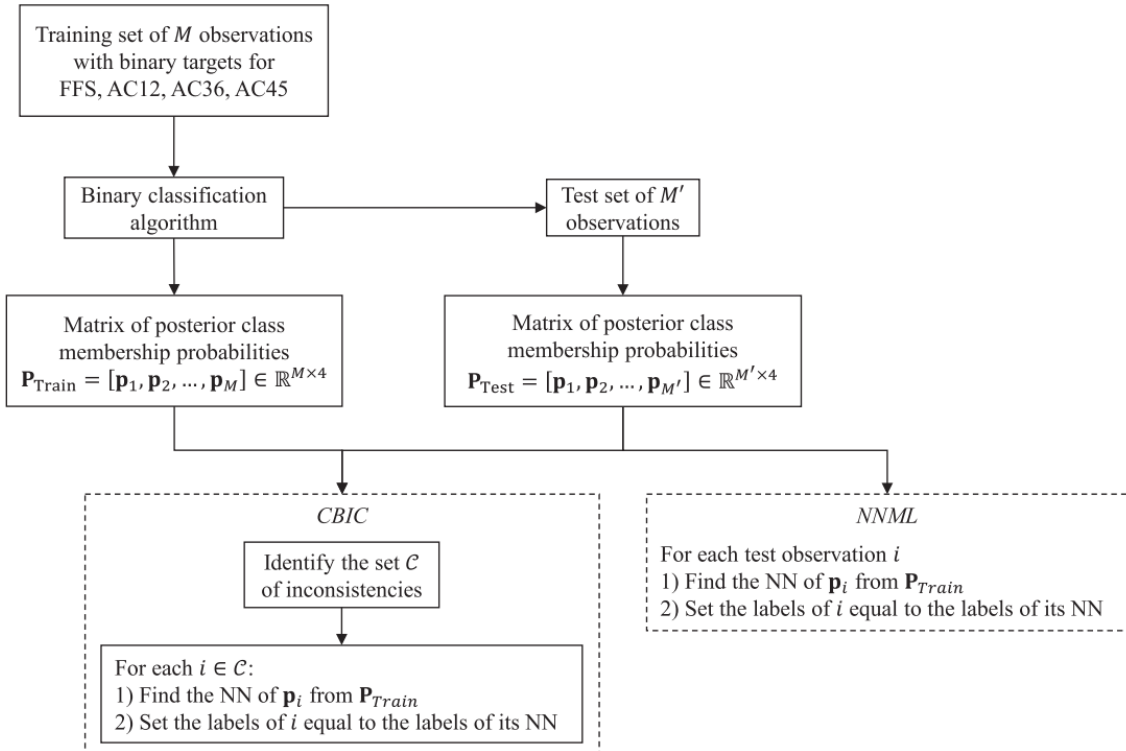 Training set of M observations
with binary targets for
FFS, AC12, AC36, AC45
Binary classification
algorithm
Test set of M′
observations
Matrix of posterior class
membership probabilities
P_Train = [p_1, p_2, …, p_M] ∈ ℝ^{M×4}
Matrix of posterior class
membership probabilities
P_Test = [p_1, p_2, …, p_{M′}] ∈ ℝ^{M′×4}
CBIC
Identify the set 𝒞
of inconsistencies
For each i ∈ 𝒞:
1) Find the NN of p_i from P_Train
2) Set the labels of i equal to the labels of its NN
NNML
For each test observation i
1) Find the NN of p_i from P_Train
2) Set the labels of i equal to the labels of its NN